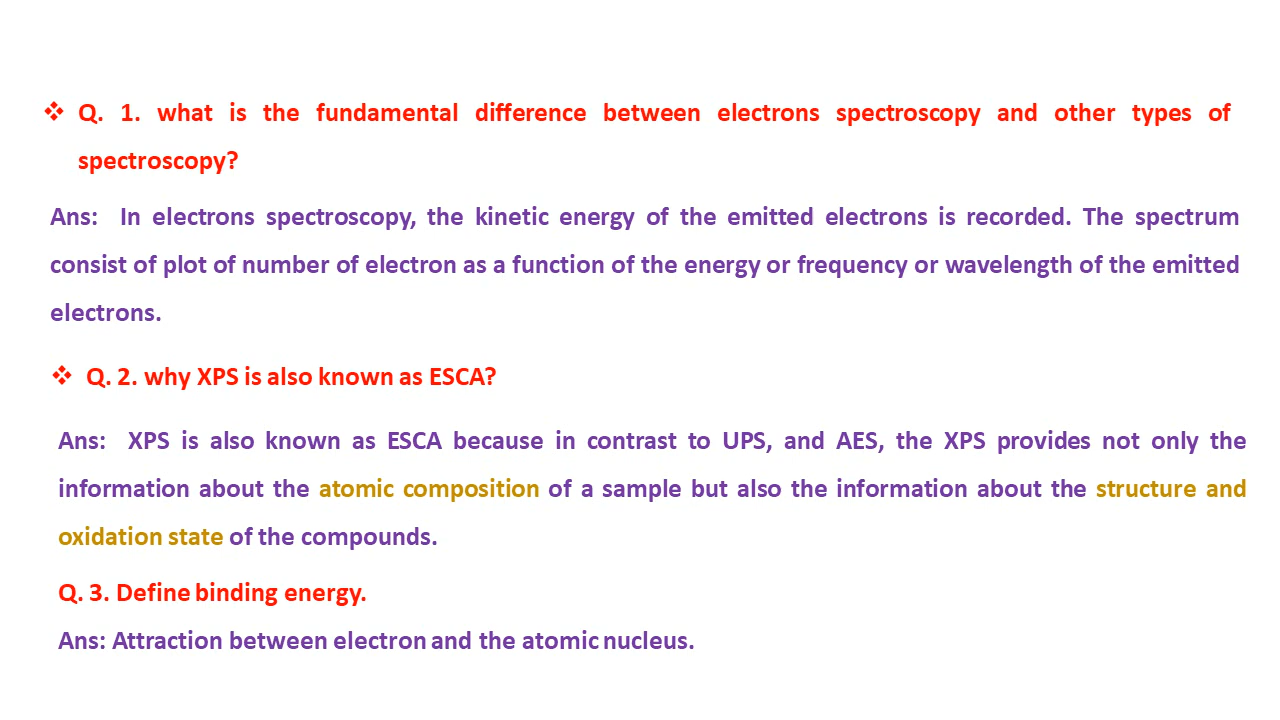 ❖ Q. 1. what is the fundamental difference between electrons spectroscopy and other types of
spectroscopy?
Ans: In electrons spectroscopy, the kinetic energy of the emitted electrons is recorded. The spectrum
consist of plot of number of electron as a function of the energy or frequency or wavelength of the emitted
electrons.
❖ Q. 2. why XPS is also known as ESCA?
Ans: XPS is also known as ESCA because in contrast to UPS, and AES, the XPS provides not only the
information about the atomic composition of a sample but also the information about the structure and
oxidation state of the compounds.
Q. 3. Define binding energy.
Ans: Attraction between electron and the atomic nucleus.